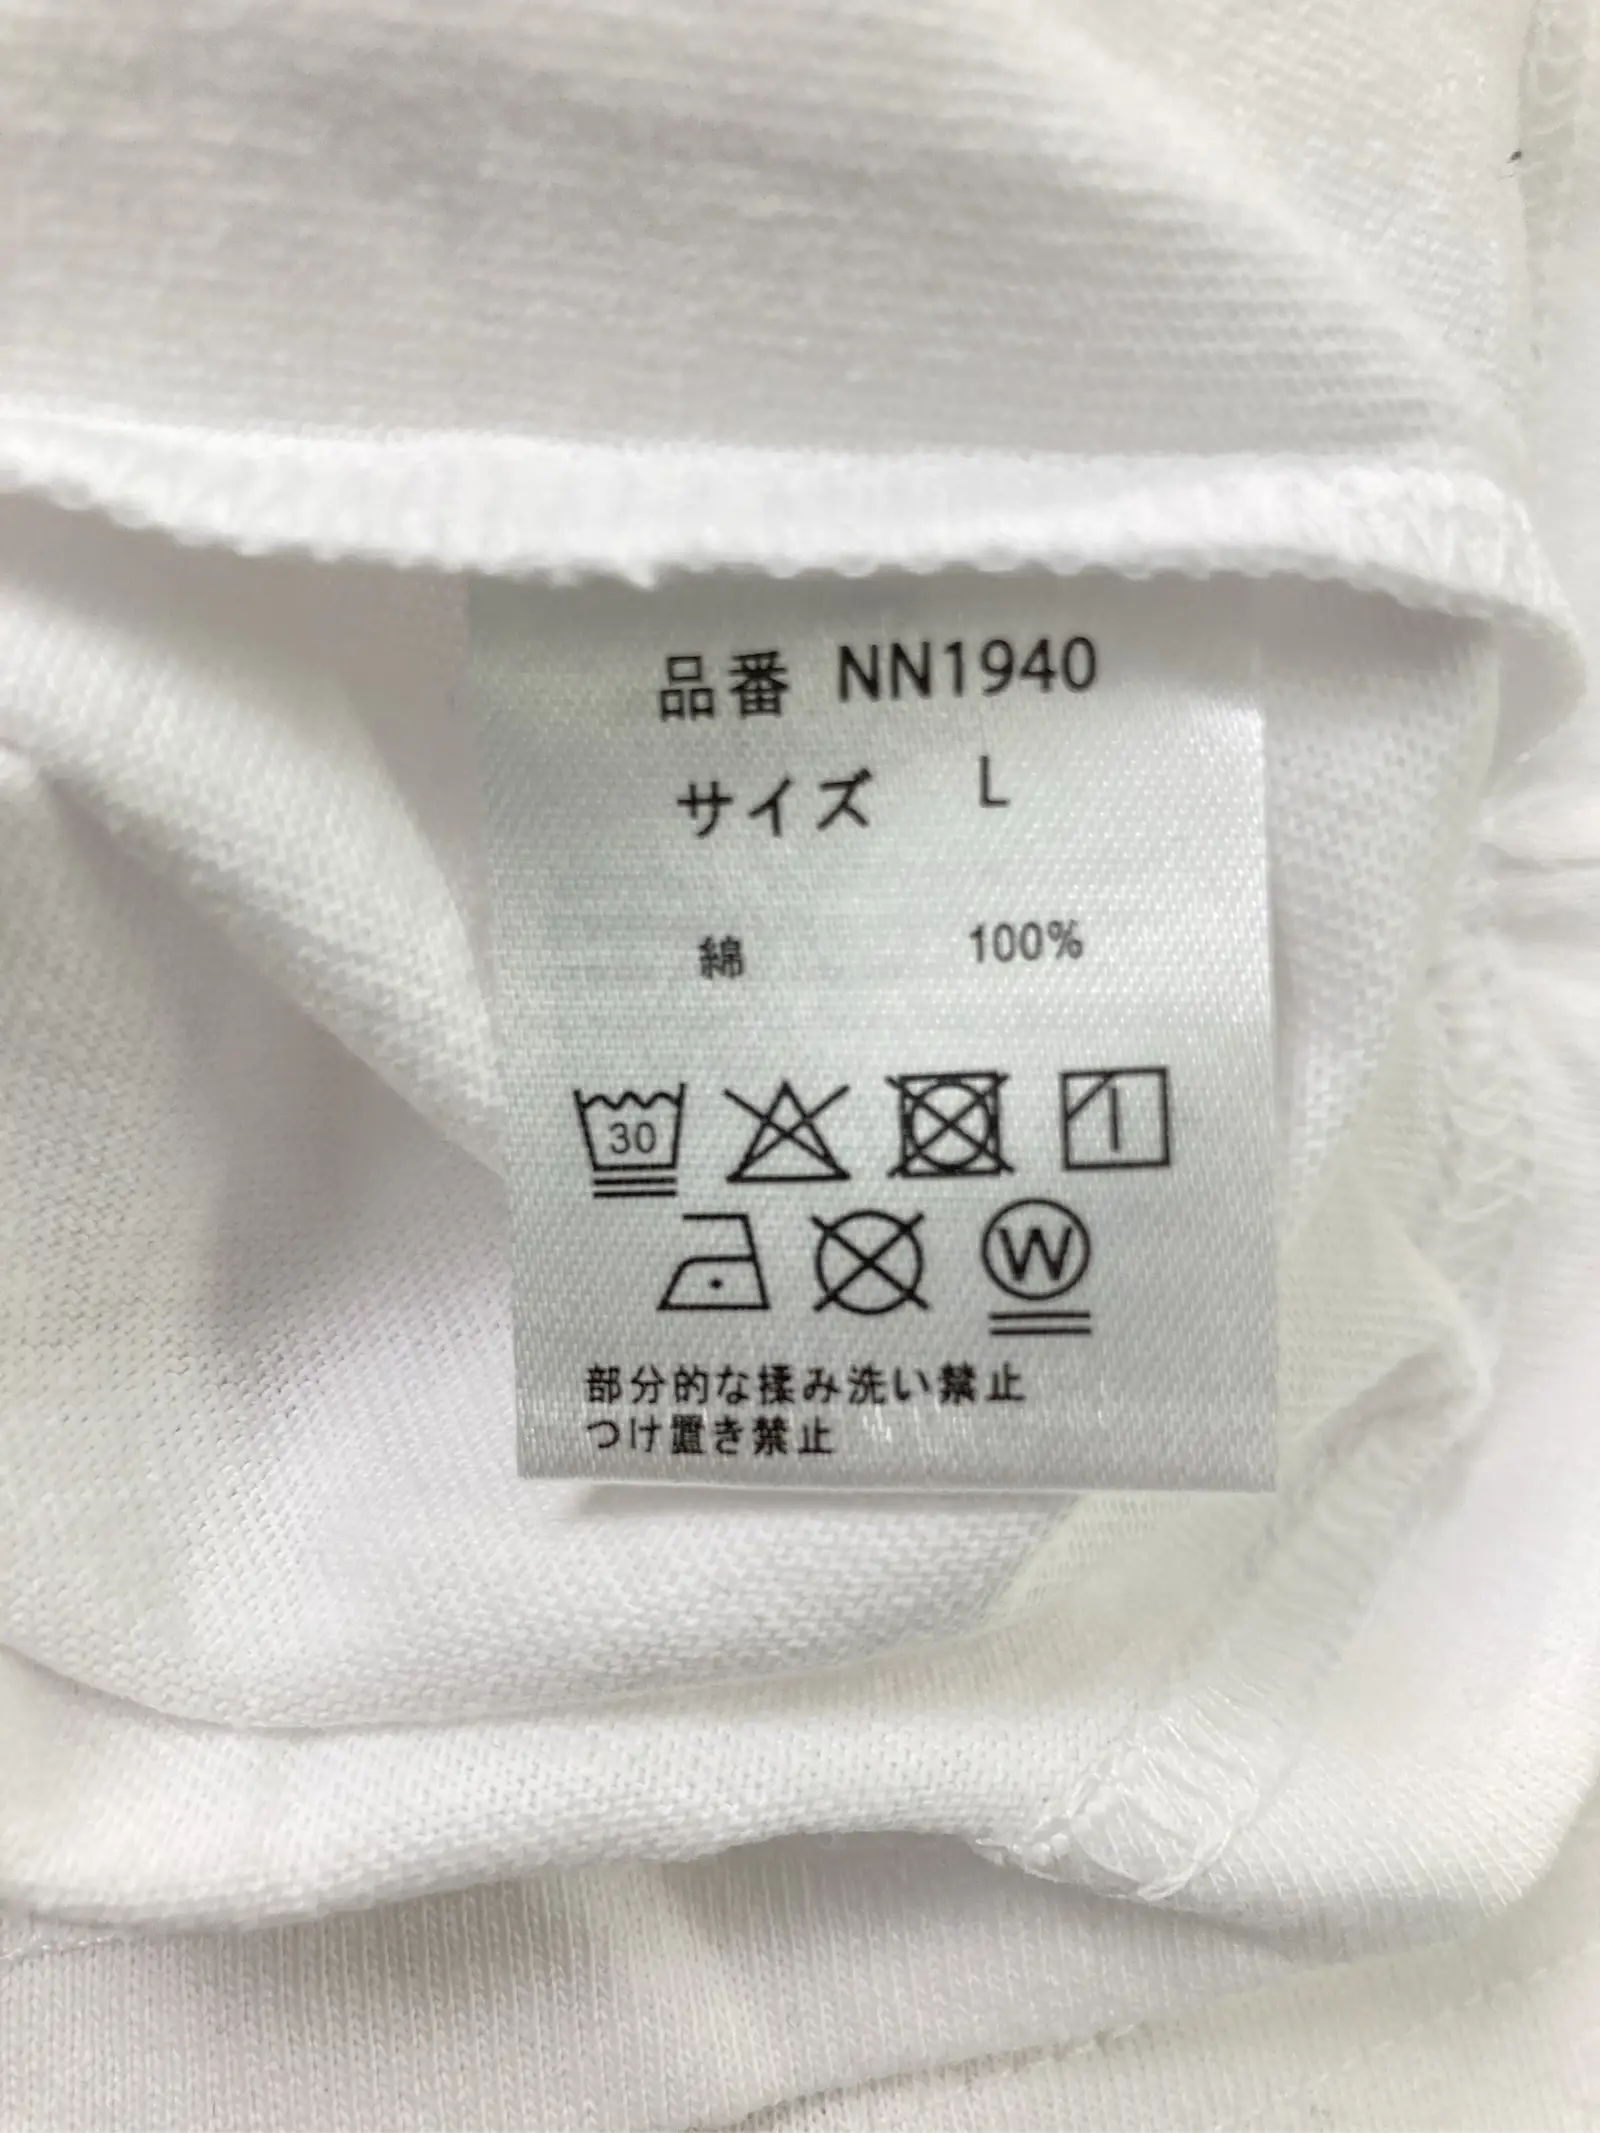 品番 NN1940
サイズ L
綿 100%
30
W
部分的な揉み洗い禁止
つけ置き禁止